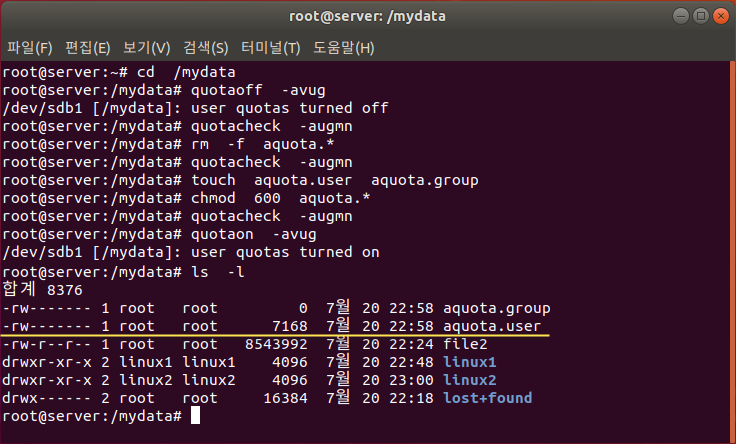 root@server: /mydata
파일(F) 편집(E) 보기(V) 검색(S) 터미널(T) 도움말(H)
root@server:~# cd  /mydata
root@server:/mydata# quotaoff  -avug
/dev/sdb1 [/mydata]: user quotas turned off
root@server:/mydata# quotacheck  -augmn
root@server:/mydata# rm  -f  aquota.*
root@server:/mydata# quotacheck  -augmn
root@server:/mydata# touch  aquota.user  aquota.group
root@server:/mydata# chmod  600  aquota.*
root@server:/mydata# quotacheck  -augmn
root@server:/mydata# quotaon  -avug
/dev/sdb1 [/mydata]: user quotas turned on
root@server:/mydata# ls  -l
합계 8376
-rw------- 1 root   root         0  7월 20 22:58 aquota.group
-rw------- 1 root   root      7168  7월 20 22:58 aquota.user
-rw-r--r-- 1 root   root   8543992  7월 20 22:24 file2
drwxr-xr-x 2 linux1 linux1    4096  7월 20 22:48 linux1
drwxr-xr-x 2 linux2 linux2    4096  7월 20 23:00 linux2
drwx------ 2 root   root     16384  7월 20 22:18 lost+found
root@server:/mydata#